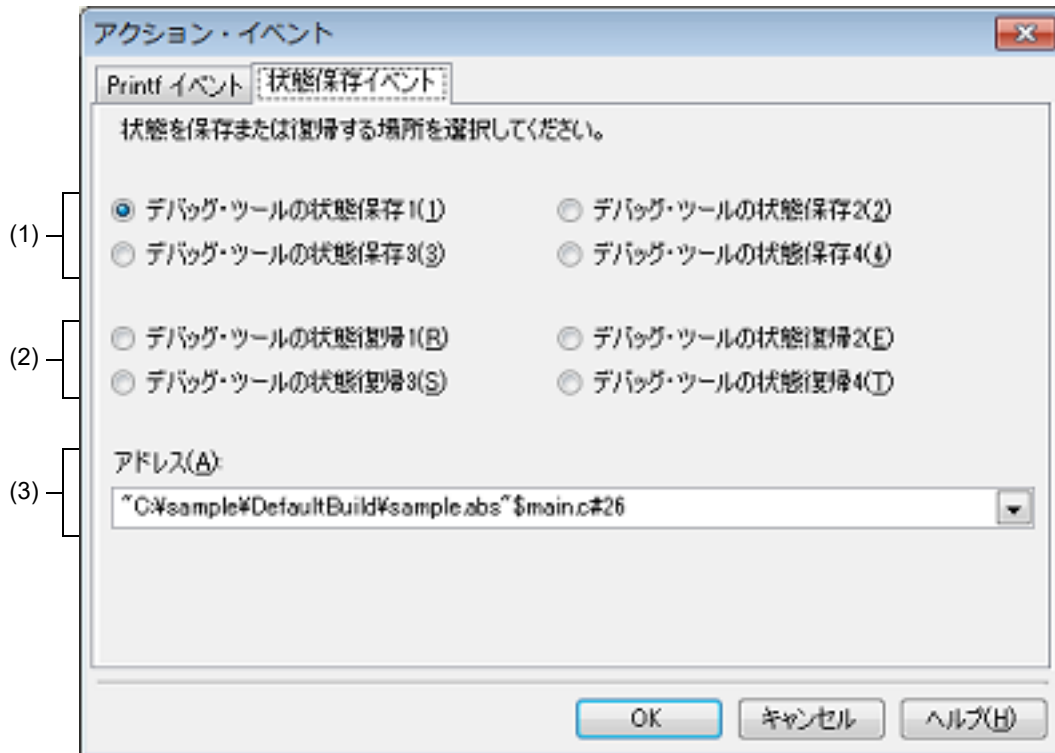 アクション・イベント
Printf イベント 状態保存イベント
状態を保存または復帰する場所を選択してください。
(1)
デバッグ・ツールの状態保存1(1) デバッグ・ツールの状態保存2(2)
デバッグ・ツールの状態保存3(3) デバッグ・ツールの状態保存4(4)
(2)
デバッグ・ツールの状態復帰1(R) デバッグ・ツールの状態復帰2(E)
デバッグ・ツールの状態復帰3(S) デバッグ・ツールの状態復帰4(T)
(3)
アドレス(A):
"C:¥sample¥DefaultBuild¥sample.abs"$main.c#26
OK キャンセル ヘルプ(H)